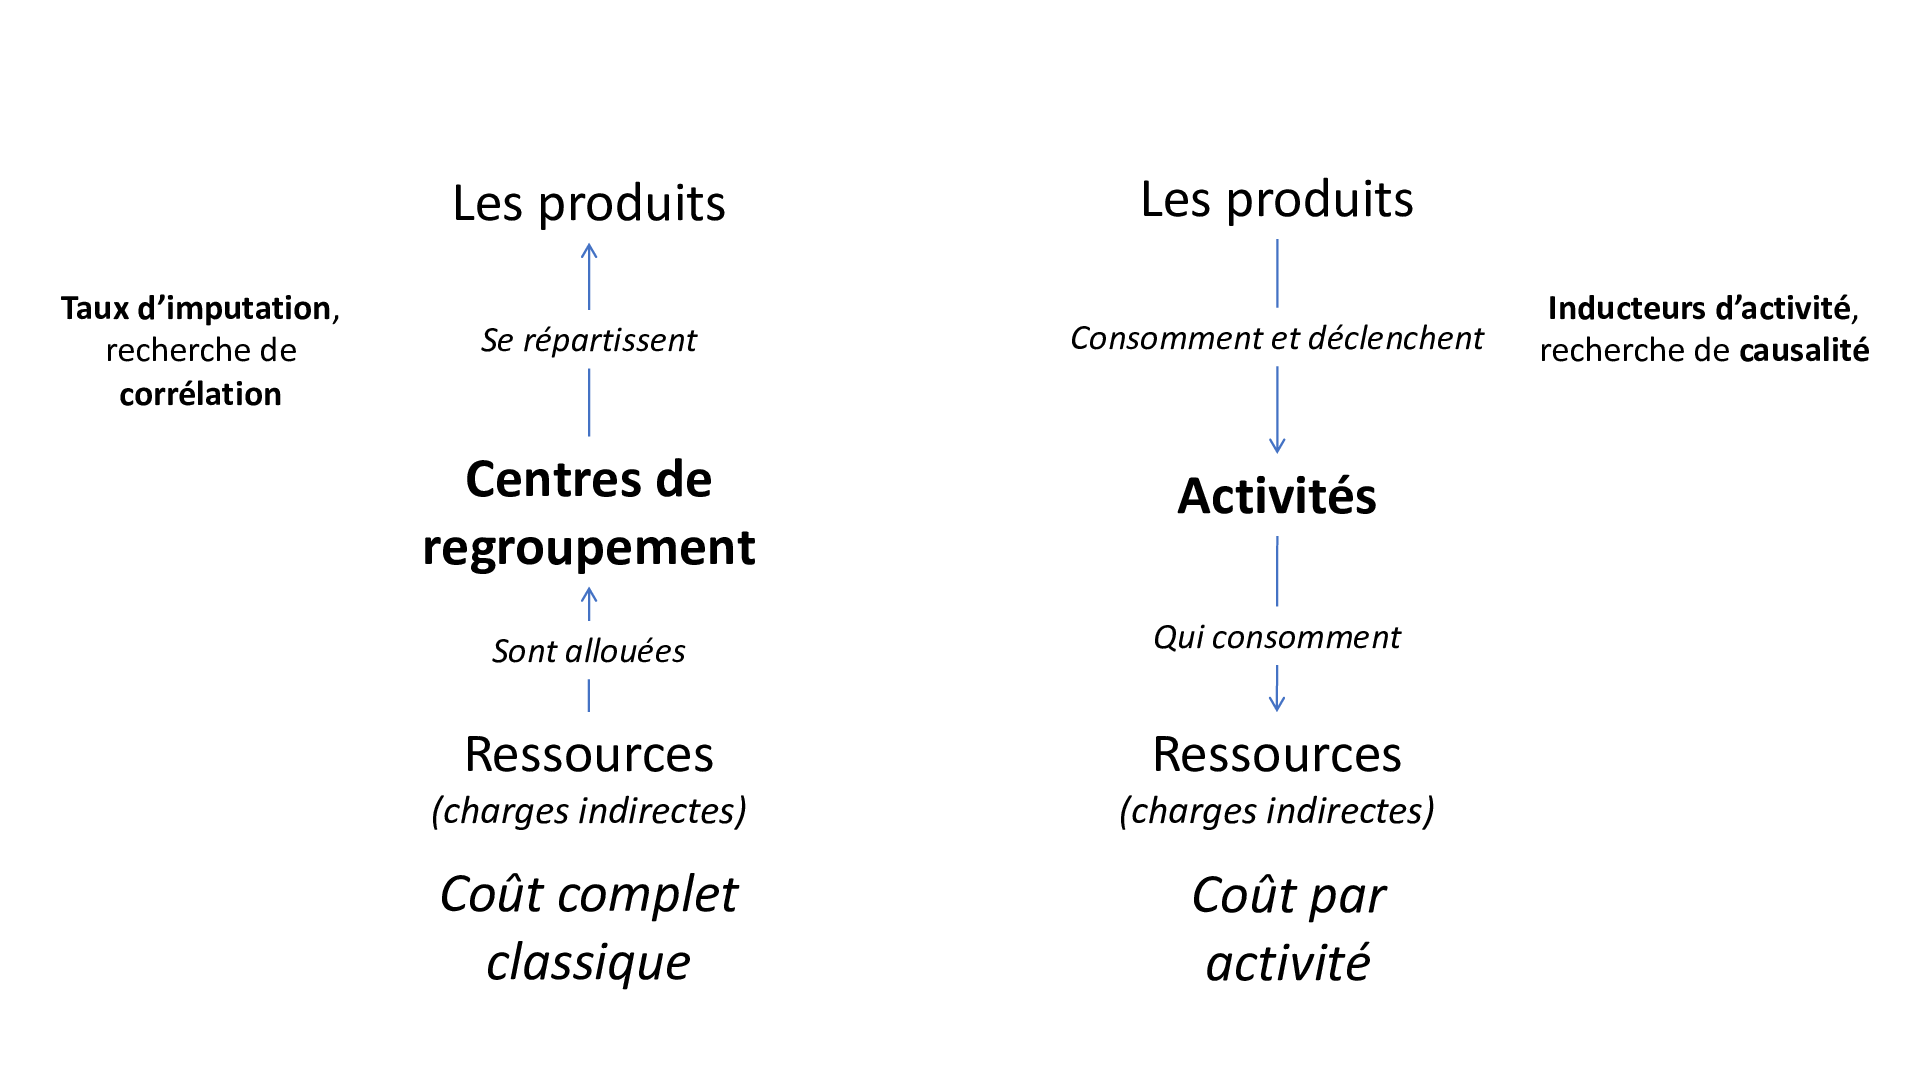 Les produits
Taux d’imputation,
recherche de
corrélation
Se répartissent
Centres de
regroupement
Sont allouées
Ressources
(charges indirectes)
Coût complet
classique
Les produits
Consomment et déclenchent
Inducteurs d’activité,
recherche de causalité
Activités
Qui consomment
Ressources
(charges indirectes)
Coût par
activité